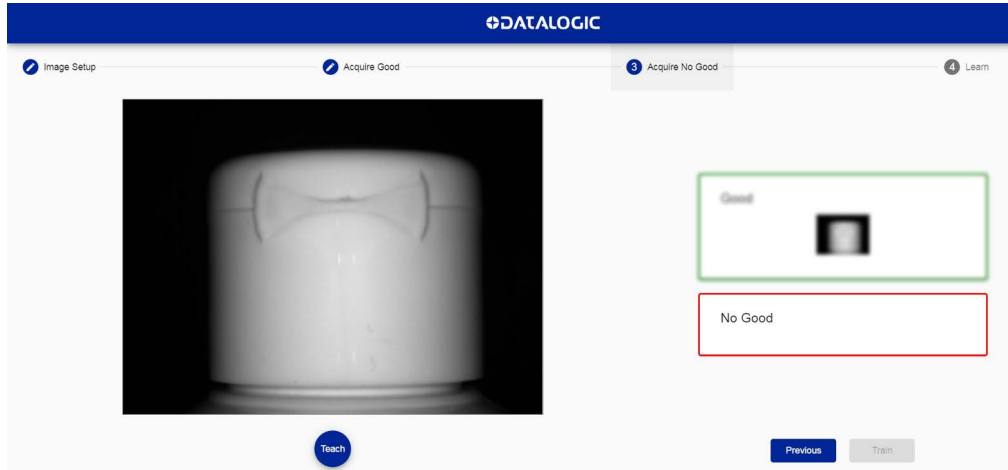 DATALOGIC
Image Setup
Acquire Good
3 Acquire No Good
4 Learn
Good
No Good
Teach
Previous
Train